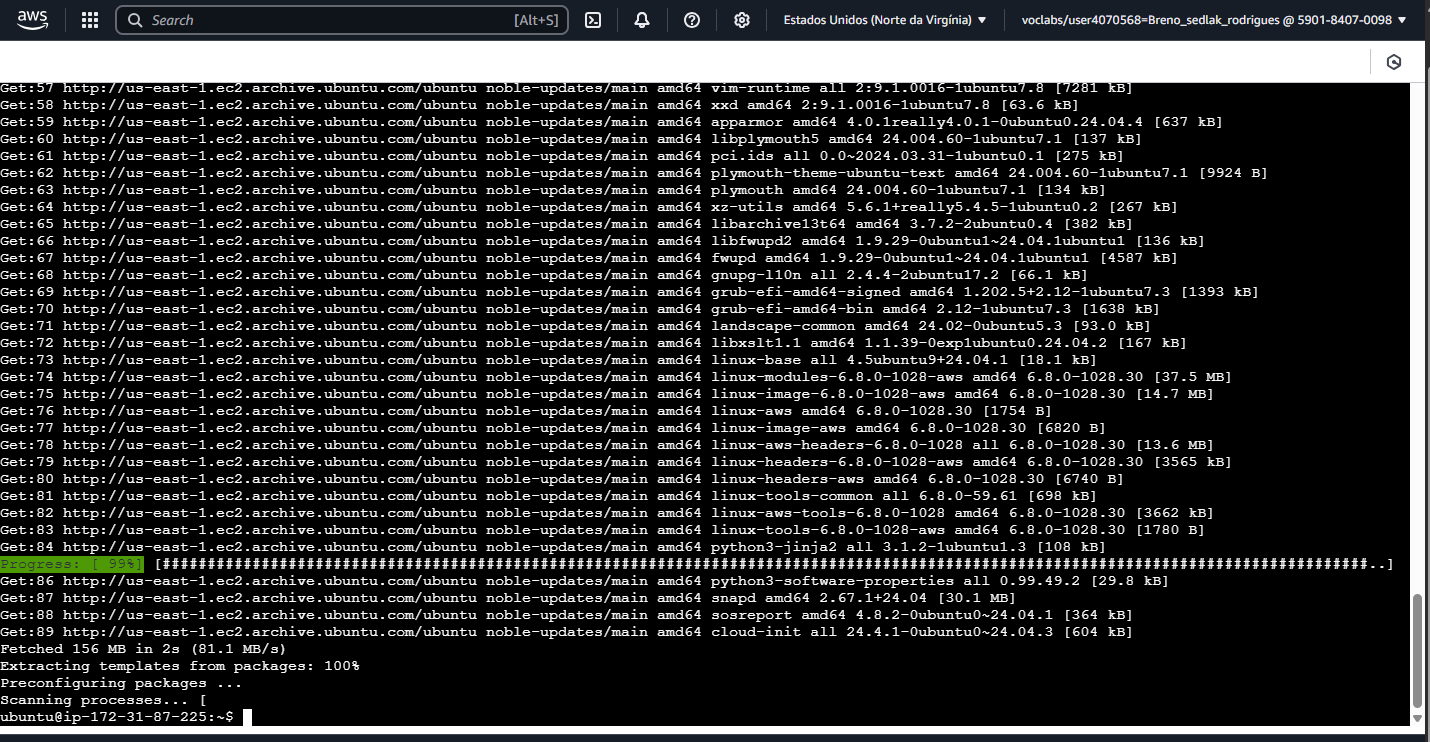 aws
Search [Alt+S] Estados Unidos (Norte da Virgínia) ▼ voclabs/user4070568=Breno_sedlak_rodrigues @ 5901-8407-0098 ▼
Get:57 http://us-east-1.ec2.archive.ubuntu.com/ubuntu noble-updates/main amd64 vim-runtime all 2:9.1.0016-1ubuntu7.8 [7281 kB]
Get:58 http://us-east-1.ec2.archive.ubuntu.com/ubuntu noble-updates/main amd64 xxd amd64 2:9.1.0016-1ubuntu7.8 [63.6 kB]
Get:59 http://us-east-1.ec2.archive.ubuntu.com/ubuntu noble-updates/main amd64 apparmor amd64 4.0.1really4.0.1-0ubuntu0.24.04.4 [637 kB]
Get:60 http://us-east-1.ec2.archive.ubuntu.com/ubuntu noble-updates/main amd64 libplymouth5 amd64 24.004.60-1ubuntu7.1 [137 kB]
Get:61 http://us-east-1.ec2.archive.ubuntu.com/ubuntu noble-updates/main amd64 pci.ids all 0.0~2024.03.31-1ubuntu0.1 [275 kB]
Get:62 http://us-east-1.ec2.archive.ubuntu.com/ubuntu noble-updates/main amd64 plymouth-theme-ubuntu-text amd64 24.004.60-1ubuntu7.1 [9924 B]
Get:63 http://us-east-1.ec2.archive.ubuntu.com/ubuntu noble-updates/main amd64 plymouth amd64 24.004.60-1ubuntu7.1 [134 kB]
Get:64 http://us-east-1.ec2.archive.ubuntu.com/ubuntu noble-updates/main amd64 xz-utils amd64 5.6.1+really5.4.5-1ubuntu0.2 [267 kB]
Get:65 http://us-east-1.ec2.archive.ubuntu.com/ubuntu noble-updates/main amd64 libarchive13t64 amd64 3.7.2-2ubuntu0.4 [382 kB]
Get:66 http://us-east-1.ec2.archive.ubuntu.com/ubuntu noble-updates/main amd64 libfwupd2 amd64 1.9.29-0ubuntu1~24.04.1ubuntu1 [136 kB]
Get:67 http://us-east-1.ec2.archive.ubuntu.com/ubuntu noble-updates/main amd64 fwupd amd64 1.9.29-0ubuntu1~24.04.1ubuntu1 [4587 kB]
Get:68 http://us-east-1.ec2.archive.ubuntu.com/ubuntu noble-updates/main amd64 gnupg-l10n all 2.4.4-2ubuntu17.2 [66.1 kB]
Get:69 http://us-east-1.ec2.archive.ubuntu.com/ubuntu noble-updates/main amd64 grub-efi-amd64-signed amd64 1.202.5+2.12-1ubuntu7.3 [1393 kB]
Get:70 http://us-east-1.ec2.archive.ubuntu.com/ubuntu noble-updates/main amd64 grub-efi-amd64-bin amd64 2.12-1ubuntu7.3 [1638 kB]
Get:71 http://us-east-1.ec2.archive.ubuntu.com/ubuntu noble-updates/main amd64 landscape-common amd64 24.02-0ubuntu5.3 [93.0 kB]
Get:72 http://us-east-1.ec2.archive.ubuntu.com/ubuntu noble-updates/main amd64 libxslt1.1 amd64 1.1.39-0exp1ubuntu0.24.04.2 [167 kB]
Get:73 http://us-east-1.ec2.archive.ubuntu.com/ubuntu noble-updates/main amd64 linux-base all 4.5ubuntu9+24.04.1 [18.1 kB]
Get:74 http://us-east-1.ec2.archive.ubuntu.com/ubuntu noble-updates/main amd64 linux-modules-6.8.0-1028-aws amd64 6.8.0-1028.30 [37.5 MB]
Get:75 http://us-east-1.ec2.archive.ubuntu.com/ubuntu noble-updates/main amd64 linux-image-6.8.0-1028-aws amd64 6.8.0-1028.30 [14.7 MB]
Get:76 http://us-east-1.ec2.archive.ubuntu.com/ubuntu noble-updates/main amd64 linux-aws amd64 6.8.0-1028.30 [1754 B]
Get:77 http://us-east-1.ec2.archive.ubuntu.com/ubuntu noble-updates/main amd64 linux-image-aws amd64 6.8.0-1028.30 [6820 B]
Get:78 http://us-east-1.ec2.archive.ubuntu.com/ubuntu noble-updates/main amd64 linux-aws-headers-6.8.0-1028 all 6.8.0-1028.30 [13.6 MB]
Get:79 http://us-east-1.ec2.archive.ubuntu.com/ubuntu noble-updates/main amd64 linux-headers-6.8.0-1028-aws amd64 6.8.0-1028.30 [3565 kB]
Get:80 http://us-east-1.ec2.archive.ubuntu.com/ubuntu noble-updates/main amd64 linux-headers-aws amd64 6.8.0-1028.30 [6740 B]
Get:81 http://us-east-1.ec2.archive.ubuntu.com/ubuntu noble-updates/main amd64 linux-tools-common all 6.8.0-59.61 [698 kB]
Get:82 http://us-east-1.ec2.archive.ubuntu.com/ubuntu noble-updates/main amd64 linux-aws-tools-6.8.0-1028 amd64 6.8.0-1028.30 [3662 kB]
Get:83 http://us-east-1.ec2.archive.ubuntu.com/ubuntu noble-updates/main amd64 linux-tools-6.8.0-1028-aws amd64 6.8.0-1028.30 [1780 B]
Get:84 http://us-east-1.ec2.archive.ubuntu.com/ubuntu noble-updates/main amd64 python3-jinja2 all 3.1.2-1ubuntu1.3 [108 kB]
Progress: [ 99%] [######################################################################################################################################..]
Get:86 http://us-east-1.ec2.archive.ubuntu.com/ubuntu noble-updates/main amd64 python3-software-properties all 0.99.49.2 [29.8 kB]
Get:87 http://us-east-1.ec2.archive.ubuntu.com/ubuntu noble-updates/main amd64 snapd amd64 2.67.1+24.04 [30.1 MB]
Get:88 http://us-east-1.ec2.archive.ubuntu.com/ubuntu noble-updates/main amd64 sosreport amd64 4.8.2-0ubuntu0~24.04.1 [364 kB]
Get:89 http://us-east-1.ec2.archive.ubuntu.com/ubuntu noble-updates/main amd64 cloud-init all 24.4.1-0ubuntu0~24.04.3 [604 kB]
Fetched 156 MB in 2s (81.1 MB/s)
Extracting templates from packages: 100%
Preconfiguring packages ...
Scanning processes... [
ubuntu@ip-172-31-87-225:~$